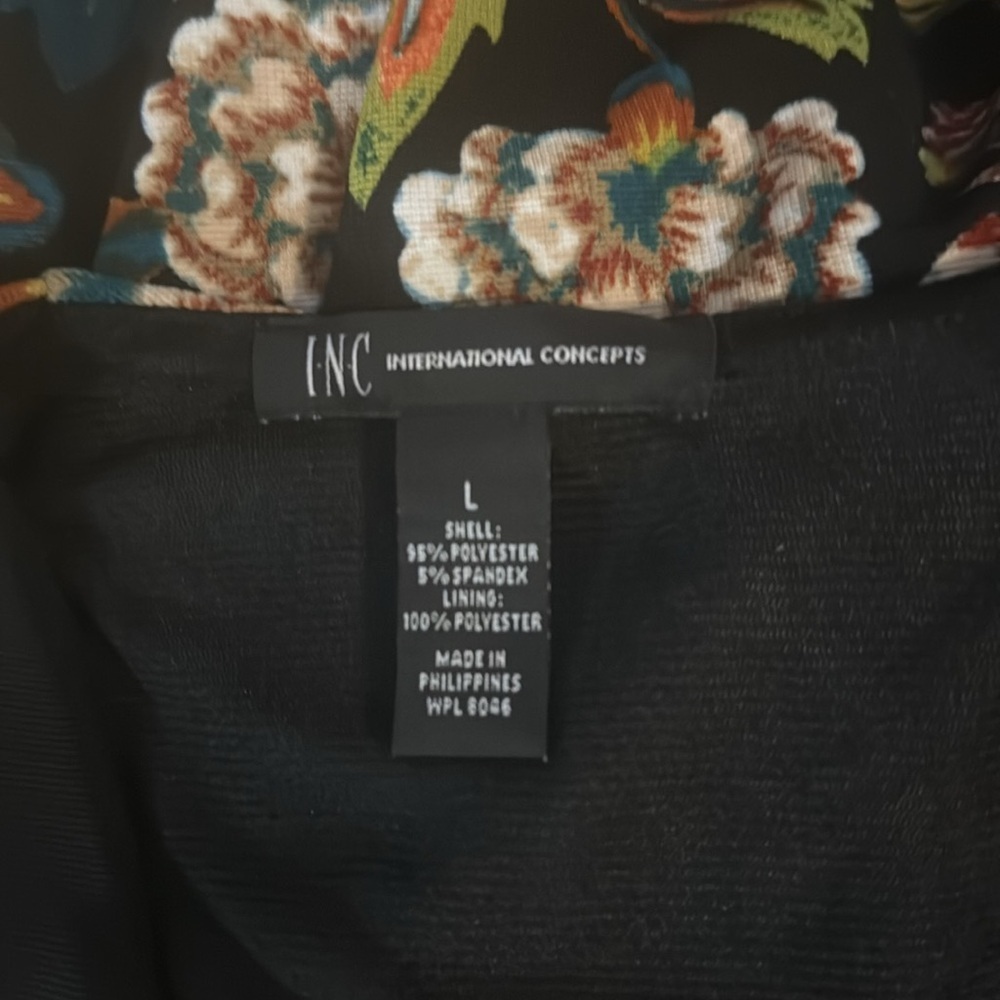 I·N·C INTERNATIONAL CONCEPTS
L
SHELL:
95% POLYESTER
5% SPANDEX
LINING:
100% POLYESTER
MADE IN
PHILIPPINES
WPL 8046